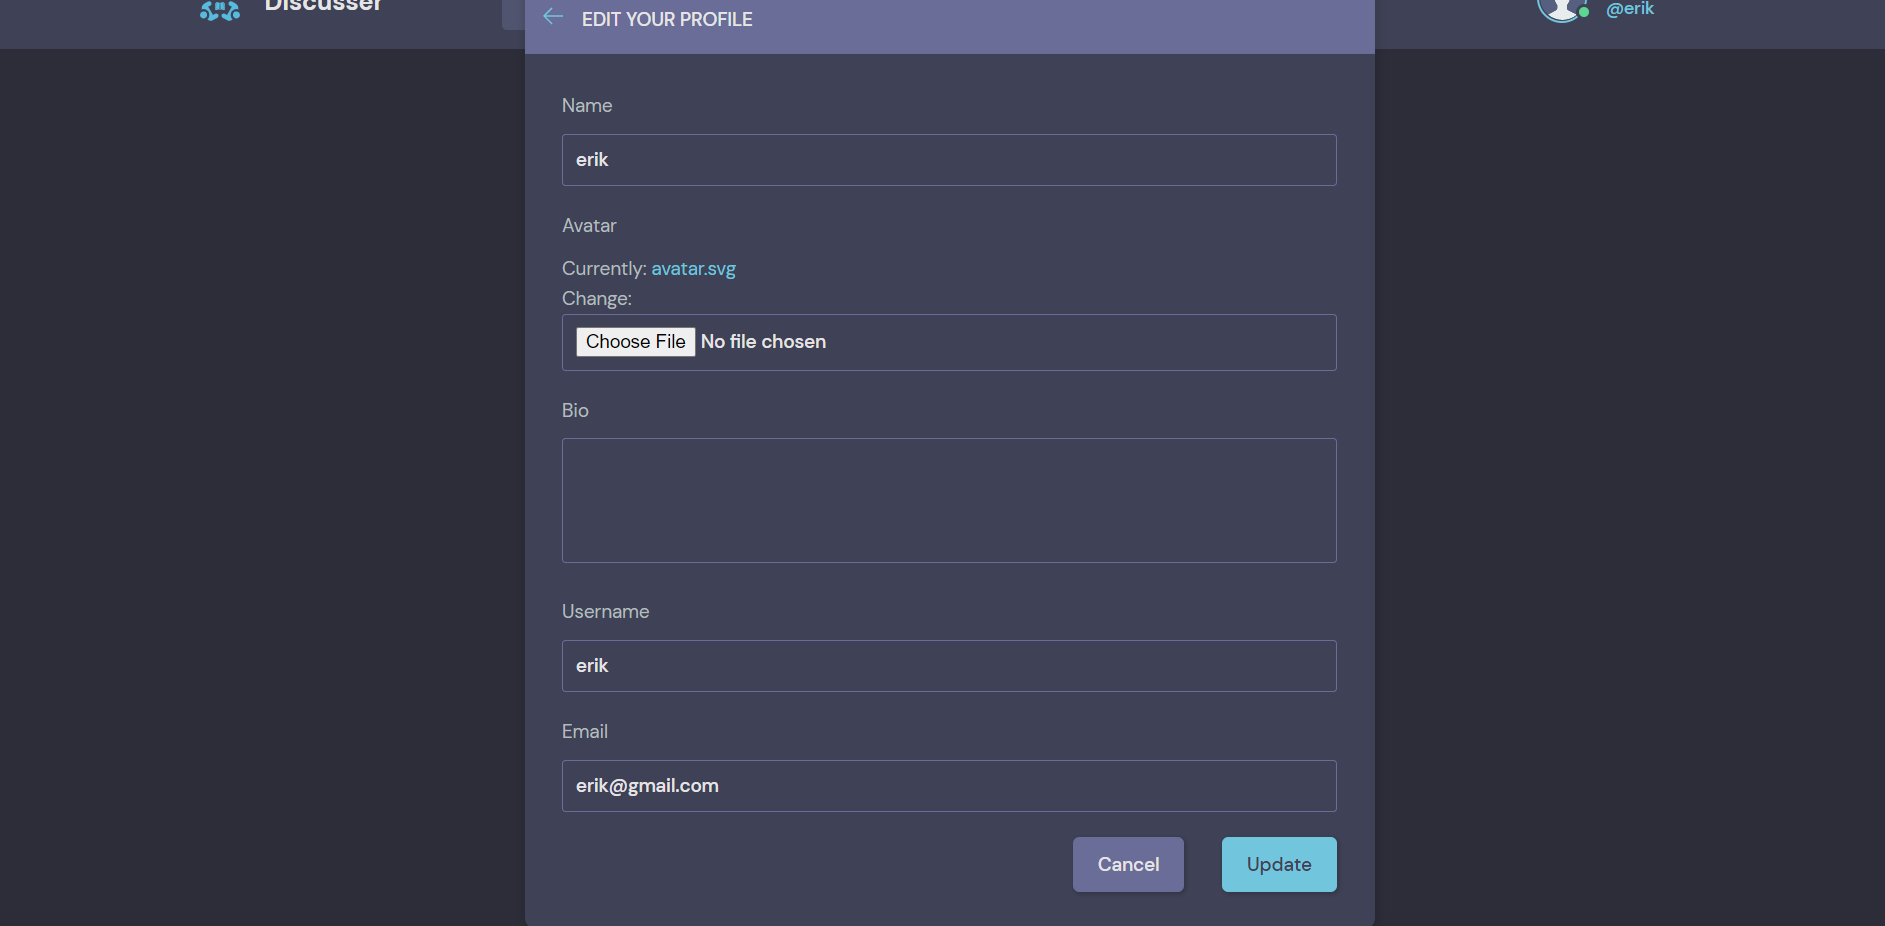 Discusser
EDIT YOUR PROFILE
@erik
Name
erik
Avatar
Currently: avatar.svg
Change:
Choose File No file chosen
Bio
Username
erik
Email
erik@gmail.com
Cancel
Update